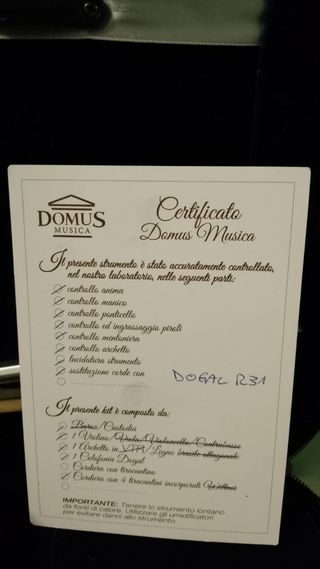 DOMUS
MUSICA
Certificato
Domus Musica
Il presente strumento è stato accuratamente controllato,
nel nostro laboratorio, nelle seguenti parti:
controllo anima
controllo manico
controllo ponticello
controllo ed ingrassaggio piroli
controllo mentoniera
controllo archetto
lucidatura strumento
sostituzione corde con DOGAL R31
Il presente kit è composto da:
Borsa/Custodia
1 Violino/Viola/Violoncello/Contrabasso
1 Archetto in /Legno brasile ottagonale
1 Colofonia Dogal
Cordiera con tiracantino
Cordiera con 4 tiracantini incorporati Wittner
IMPORTANTE: Tenere lo strumento lontano
da fonti di calore. Utilizzare gli umidificatori
per evitare danni allo strumento.